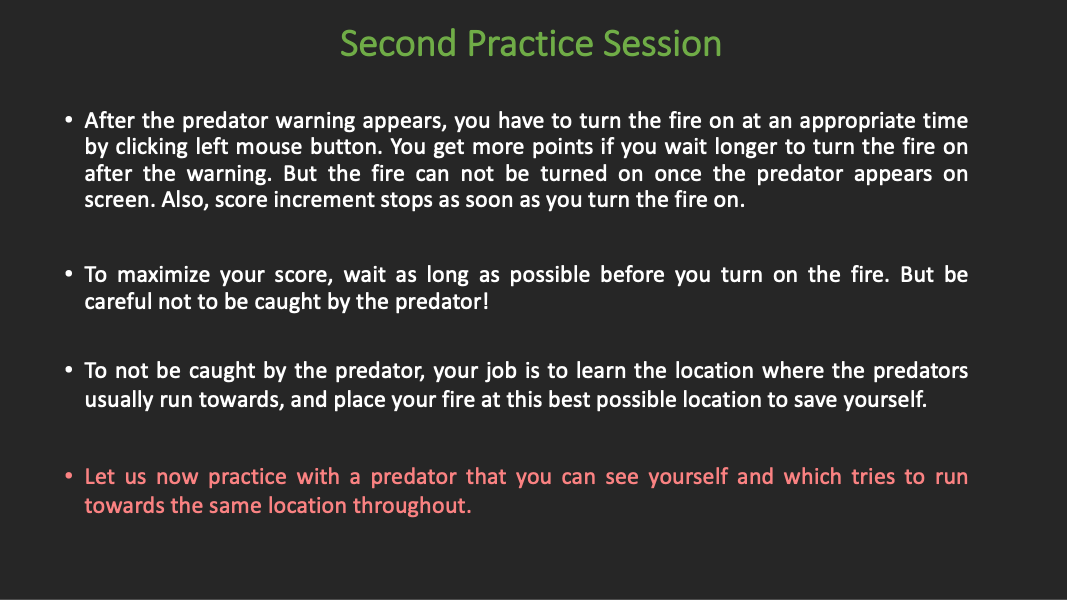 Second Practice Session
• After the predator warning appears, you have to turn the fire on at an appropriate time
by clicking left mouse button. You get more points if you wait longer to turn the fire on
after the warning. But the fire can not be turned on once the predator appears on
screen. Also, score increment stops as soon as you turn the fire on.
• To maximize your score, wait as long as possible before you turn on the fire. But be
careful not to be caught by the predator!
• To not be caught by the predator, your job is to learn the location where the predators
usually run towards, and place your fire at this best possible location to save yourself.
• Let us now practice with a predator that you can see yourself and which tries to run
towards the same location throughout.